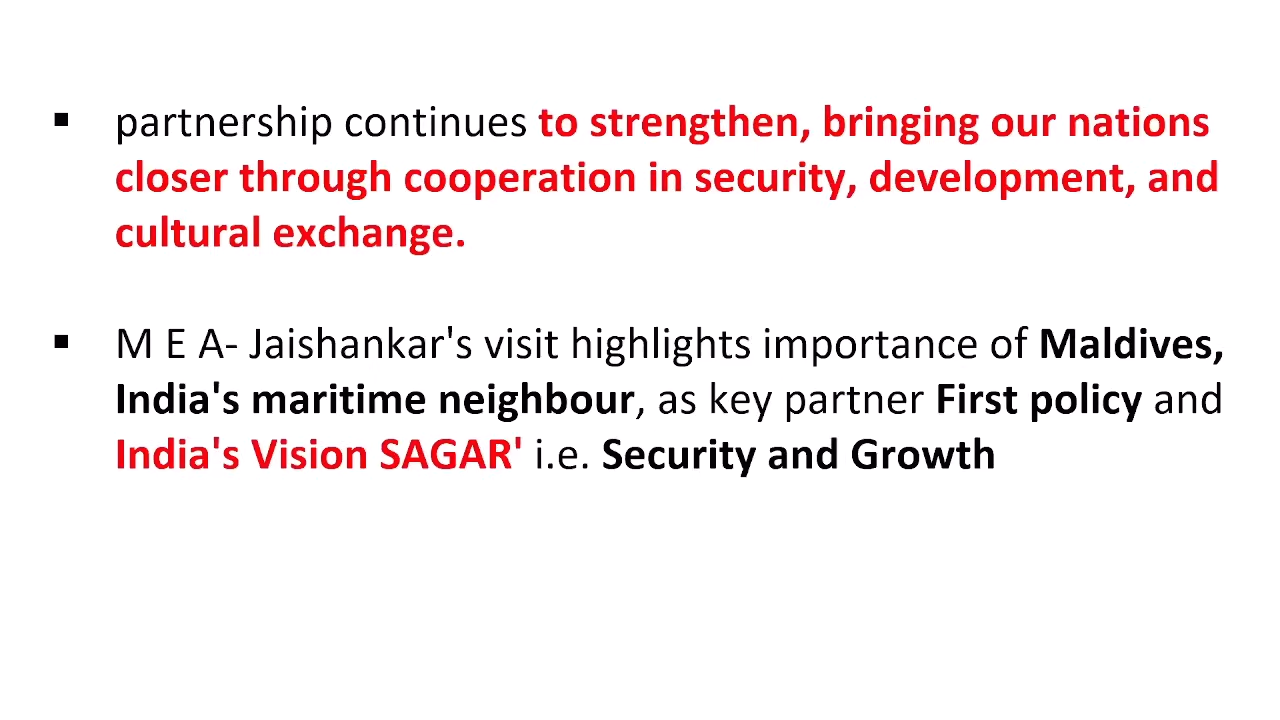 ▪ partnership continues to strengthen, bringing our nations
closer through cooperation in security, development, and
cultural exchange.
▪ M E A- Jaishankar's visit highlights importance of Maldives,
India's maritime neighbour, as key partner First policy and
India's Vision SAGAR' i.e. Security and Growth